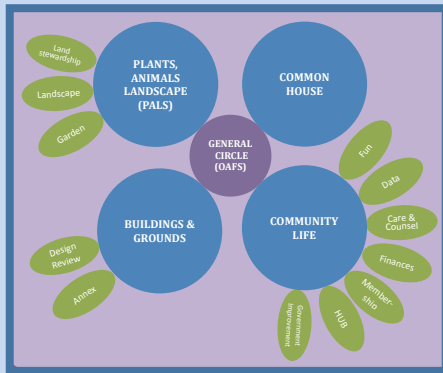 Land
stewardship
Landscape
Garden
PLANTS,
ANIMALS
LANDSCAPE
(PALS)
COMMON
HOUSE
GENERAL
CIRCLE
(OAFS)
BUILDINGS &
GROUNDS
COMMUNITY
LIFE
Design
Review
Annex
Fun
Data
Care &
Counsel
Finances
Member-
ship
HUB
Government
Improvement